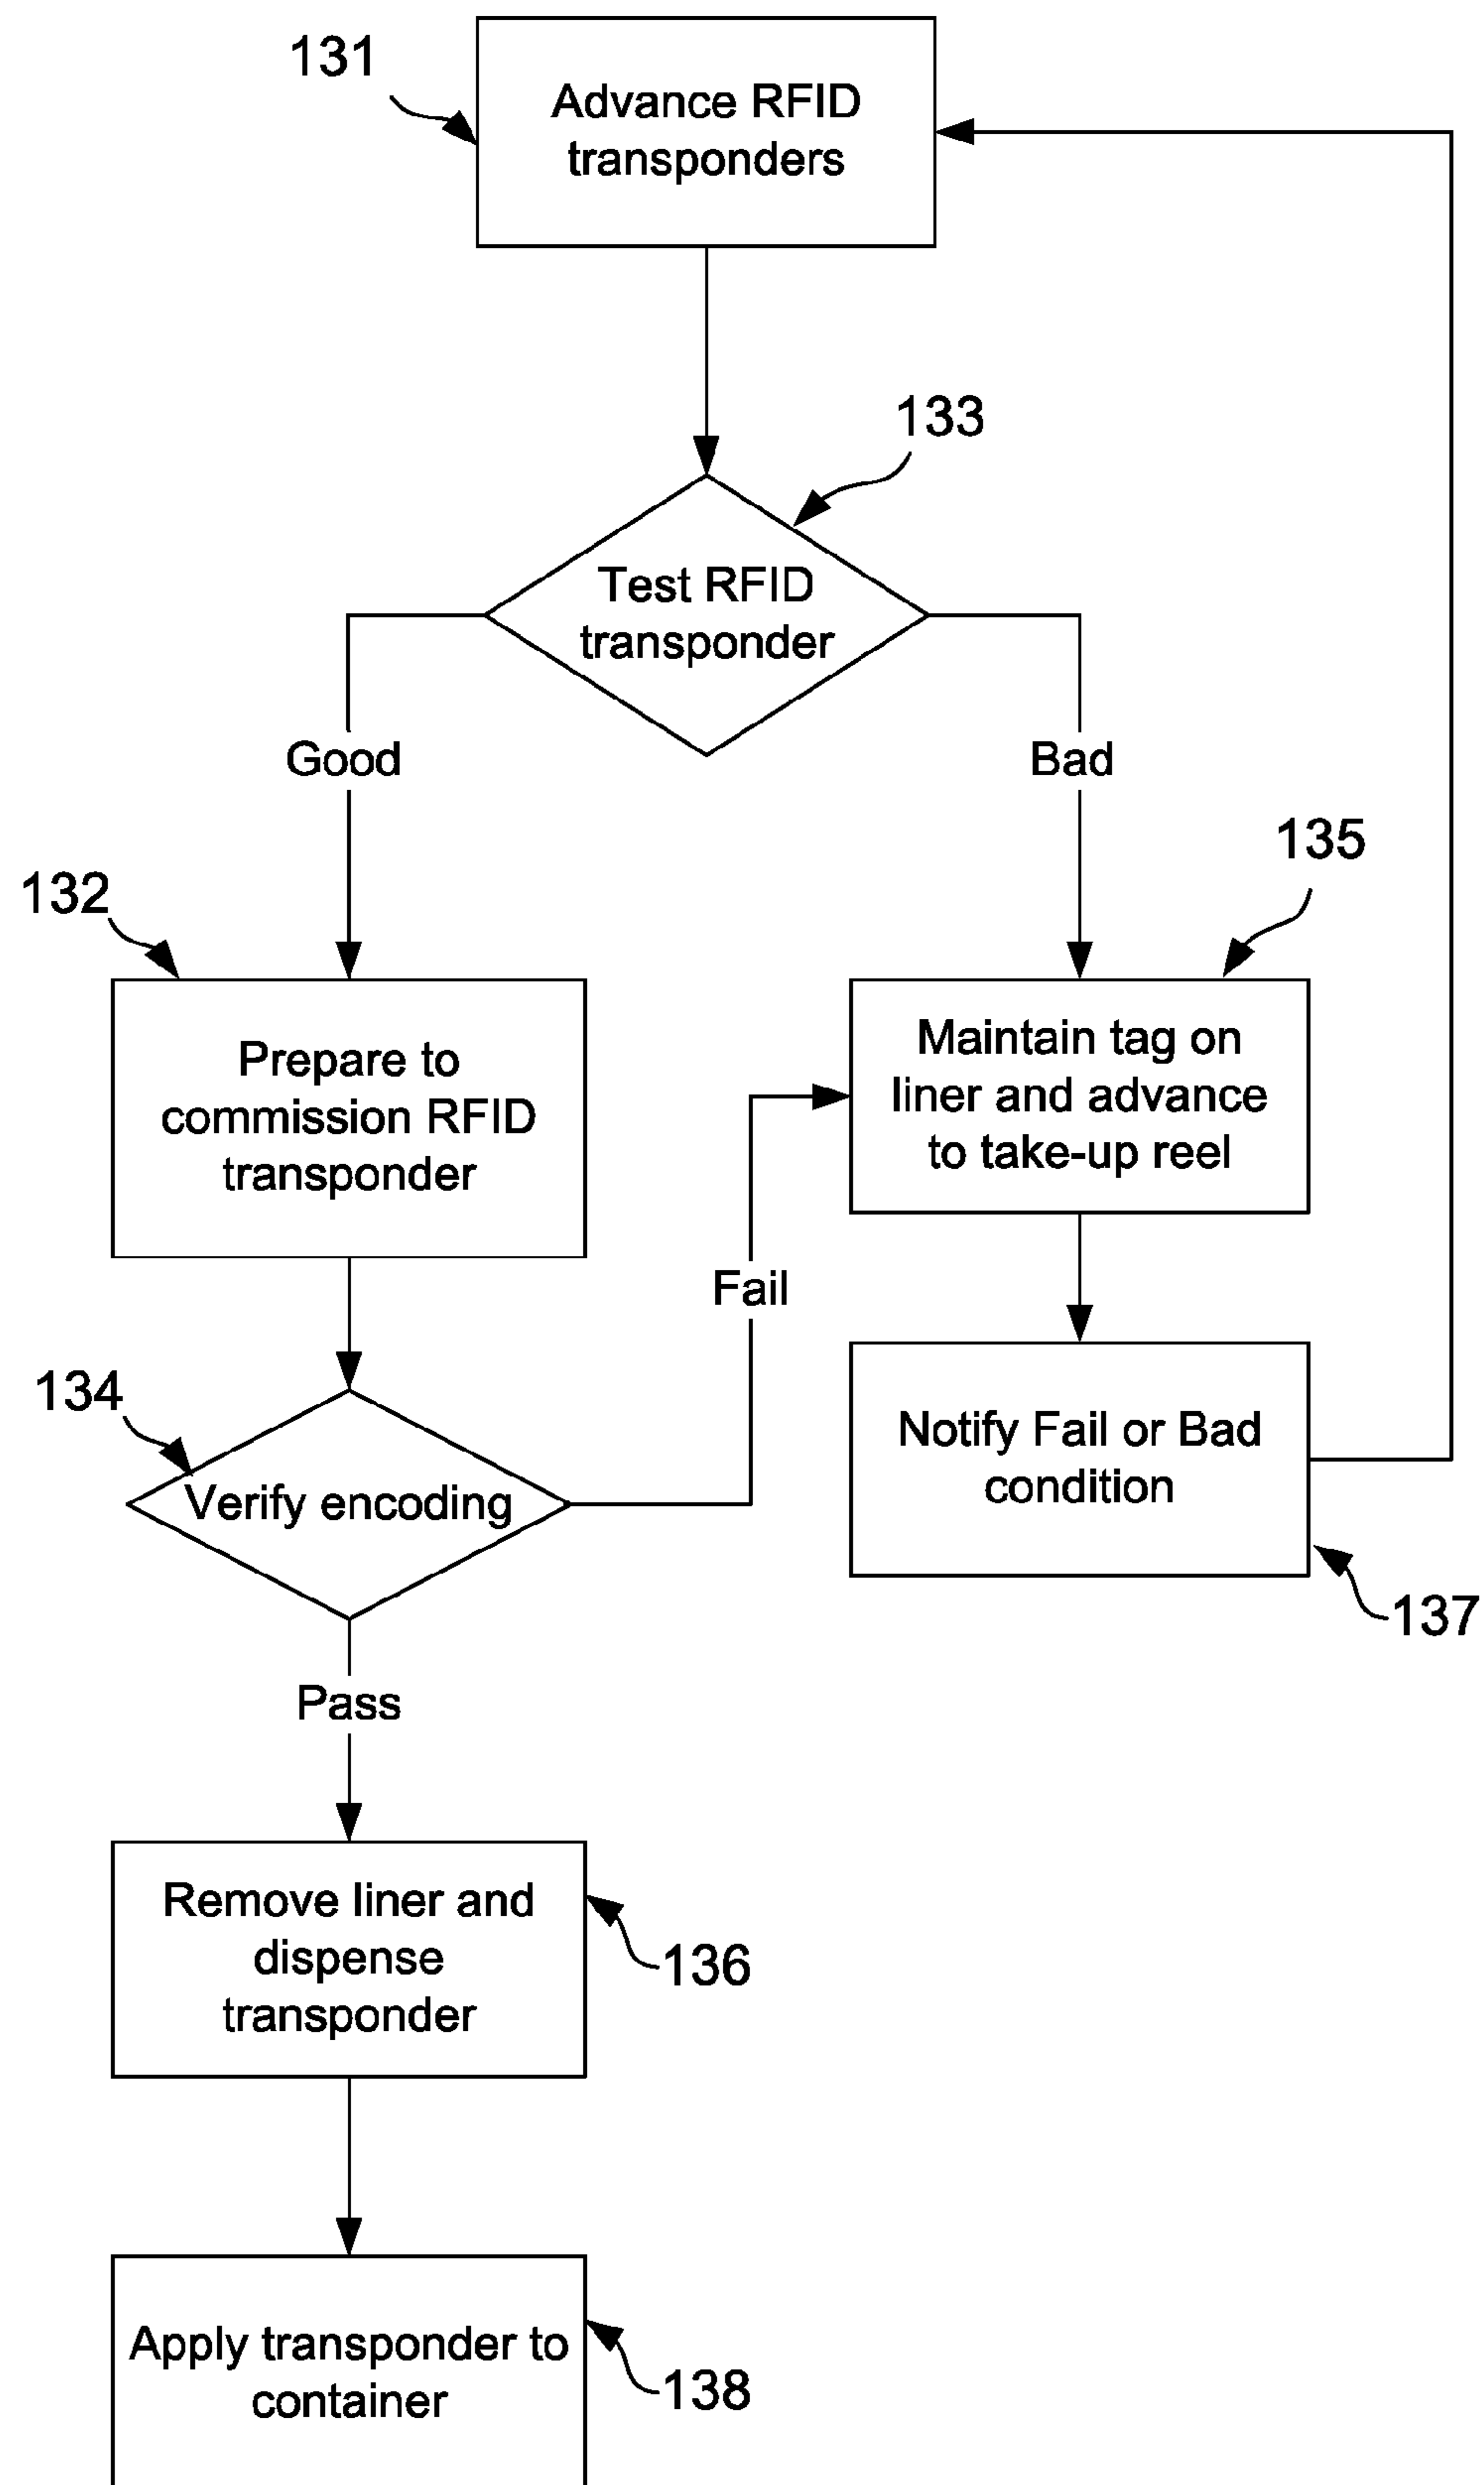 131
Advance RFID
transponders
133
Test RFID
transponder
Good
Bad
132
135
Prepare to
commission RFID
transponder
Maintain tag on
liner and advance
to take-up reel
Fail
134
Verify encoding
Notify Fail or Bad
condition
137
Pass
Remove liner and
dispense
transponder
136
Apply transponder to
container
138